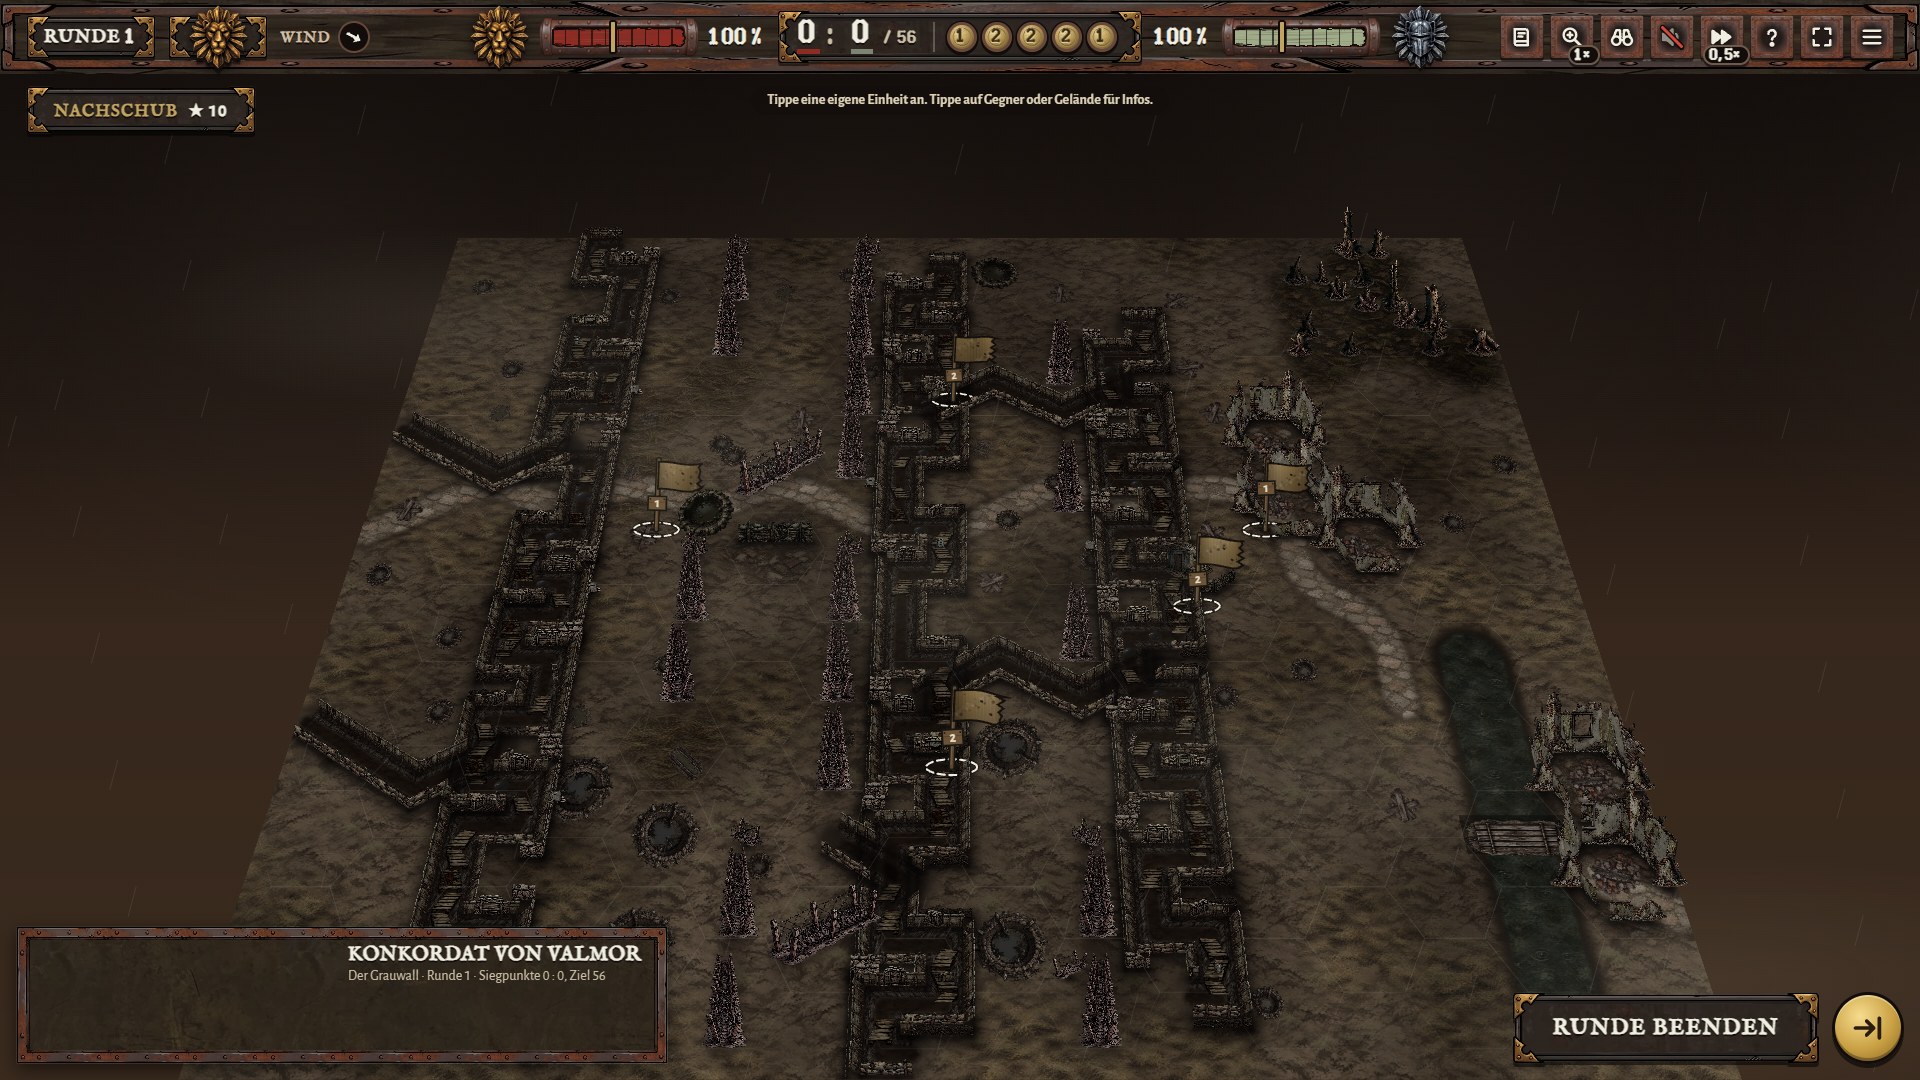 RUNDE 1
WIND
100%
0 : 0 / 56
1 2 2 2 1
100%
1×
0,5×
?
NACHSCHUB ★ 10
Tippe eine eigene Einheit an. Tippe auf Gegner oder Gelände für Infos.
2
1
1
2
2
KONKORDAT VON VALMOR
Der Grauwall · Runde 1 · Siegpunkte 0 : 0, Ziel 56
RUNDE BEENDEN